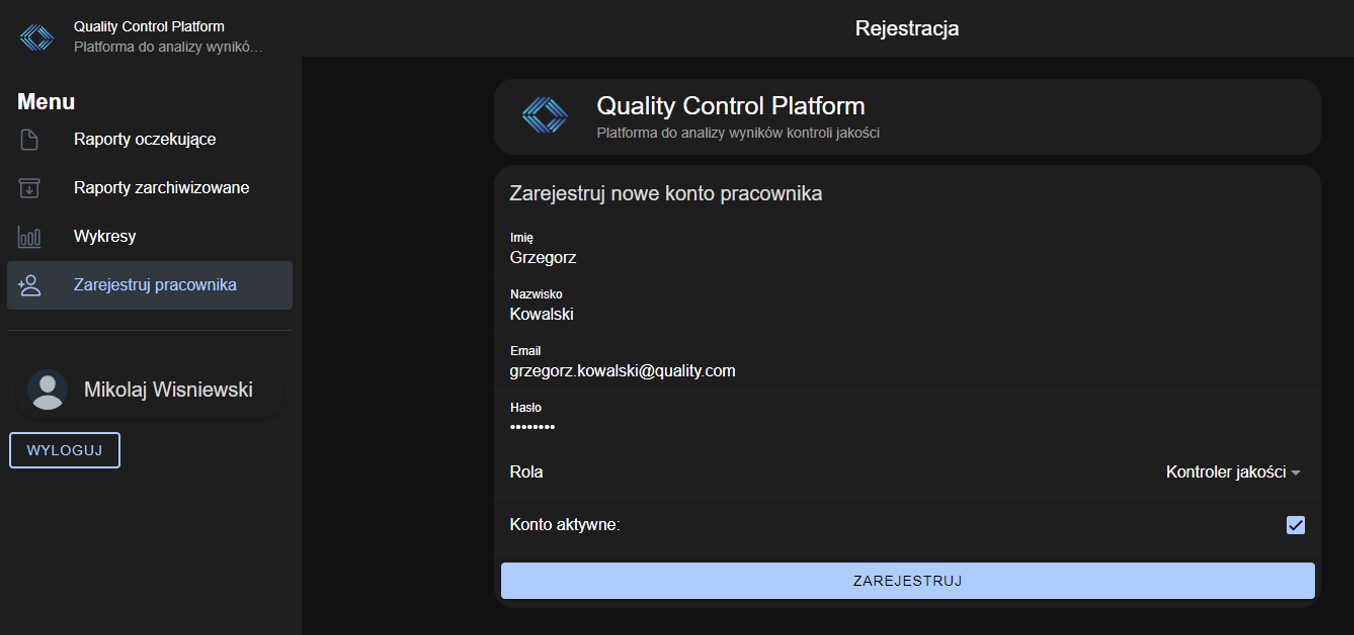 Quality Control Platform
Platforma do analizy wynikó...
Menu
Raporty oczekujące
Raporty zarchiwizowane
Wykresy
Zarejestruj pracownika
Mikolaj Wisniewski
WYLOGUJ
Rejestracja
Quality Control Platform
Platforma do analizy wyników kontroli jakości
Zarejestruj nowe konto pracownika
Imię
Grzegorz
Nazwisko
Kowalski
Email
grzegorz.kowalski@quality.com
Hasło
••••••••
Rola Kontroler jakości
Konto aktywne:
ZAREJESTRUJ